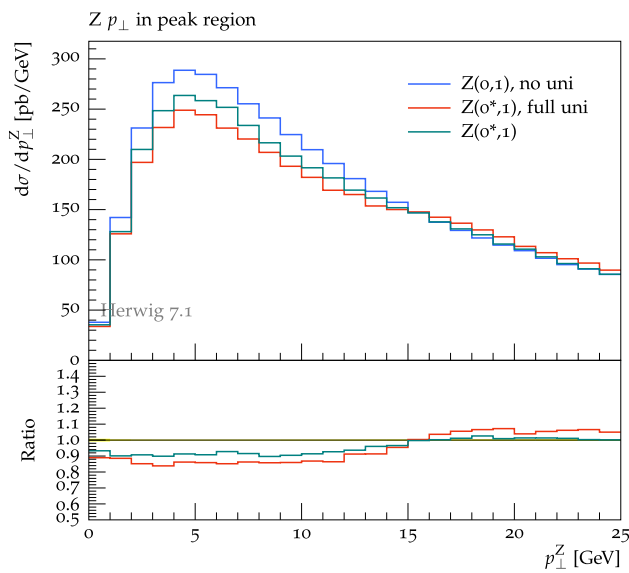 Z p⊥ in peak region
dσ/dp⊥^Z [pb/GeV]
300
250
200
150
100
50
0
Z(0,1), no uni
Z(0*,1), full uni
Z(0*,1)
Herwig 7.1
Ratio
1.4
1.3
1.2
1.1
1.0
0.9
0.8
0.7
0.6
0.5
0 5 10 15 20 25
p⊥^Z [GeV]